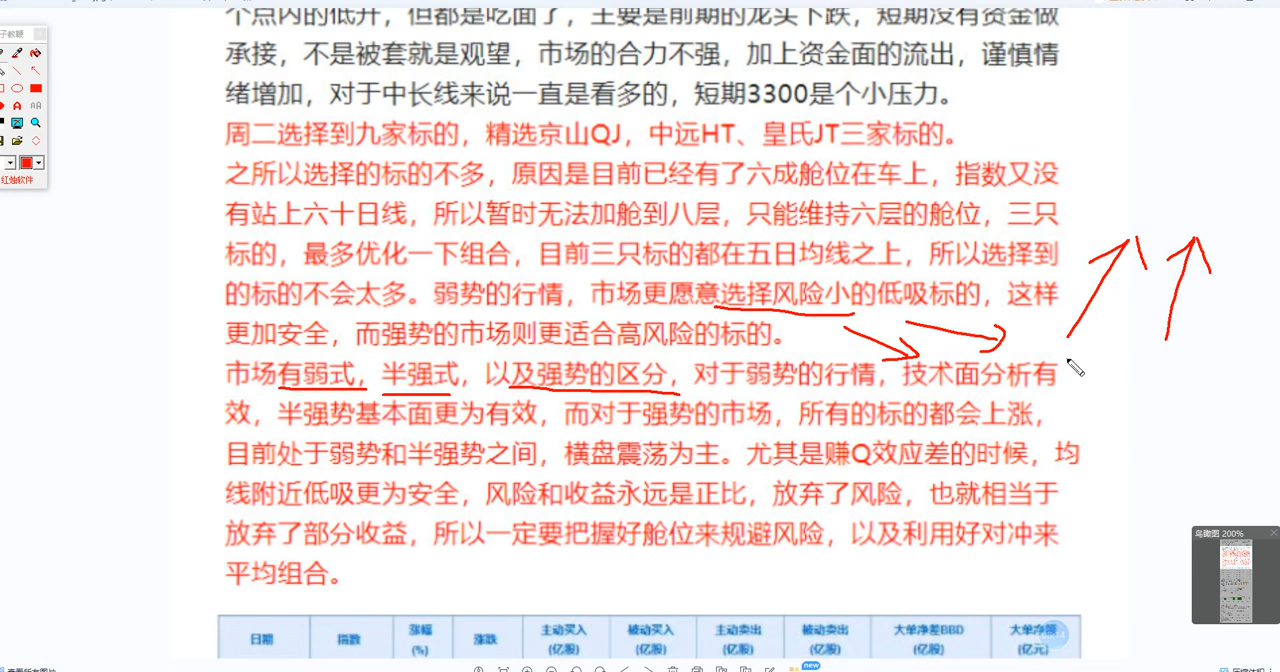 子教鞭
AA
红烛软件
个点内的低开，但都是吃面了，主要是前期的龙头下跌，短期没有资金做
承接，不是被套就是观望，市场的合力不强，加上资金面的流出，谨慎情
绪增加，对于中长线来说一直是看多的，短期3300是个小压力。
周二选择到九家标的，精选京山QJ，中远HT、皇氏JT三家标的。
之所以选择的标的不多，原因是目前已经有了六成舱位在车上，指数又没
有站上六十日线，所以暂时无法加舱到八层，只能维持六层的舱位，三只
标的，最多优化一下组合，目前三只标的都在五日均线之上，所以选择到
的标的不会太多。弱势的行情，市场更愿意选择风险小的低吸标的，这样
更加安全，而强势的市场则更适合高风险的标的。
市场有弱式，半强式，以及强势的区分，对于弱势的行情，技术面分析有
效，半强势基本面更为有效，而对于强势的市场，所有的标的都会上涨，
目前处于弱势和半强势之间，横盘震荡为主。尤其是赚Q效应差的时候，均
线附近低吸更为安全，风险和收益永远是正比，放弃了风险，也就相当于
放弃了部分收益，所以一定要把握好舱位来规避风险，以及利用好对冲来
平均组合。
鸟瞰图 200%
日期 指数 涨幅(%) 涨跌 主动买入(亿股) 被动买入(亿股) 主动卖出(亿股) 被动卖出(亿股) 大单净差BBD(亿股) 大单净额(亿元)
new